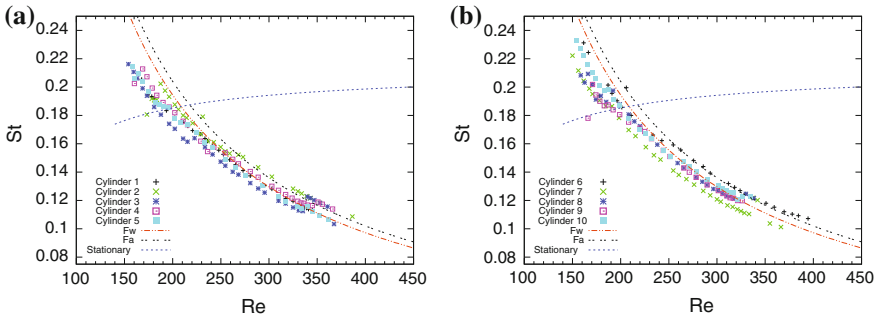 (a)
0.24
0.22
0.2
0.18
0.16
0.14
0.12
0.1
0.08
St
Cylinder 1
Cylinder 2
Cylinder 3
Cylinder 4
Cylinder 5
Fw
Fa
Stationary
100 150 200 250 300 350 400 450
Re
(b)
0.24
0.22
0.2
0.18
0.16
0.14
0.12
0.1
0.08
St
Cylinder 6
Cylinder 7
Cylinder 8
Cylinder 9
Cylinder 10
Fw
Fa
Stationary
100 150 200 250 300 350 400 450
Re